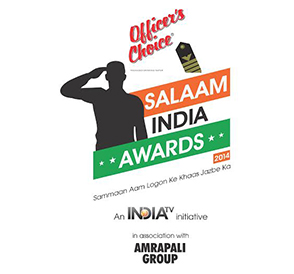 Officer's
Choice
SALAAM
INDIA
AWARDS
2014
Sammaan Aam Logon Ke Khaas Jazbe Ka
An INDIA TV initiative
in association with
AMRAPALI
GROUP